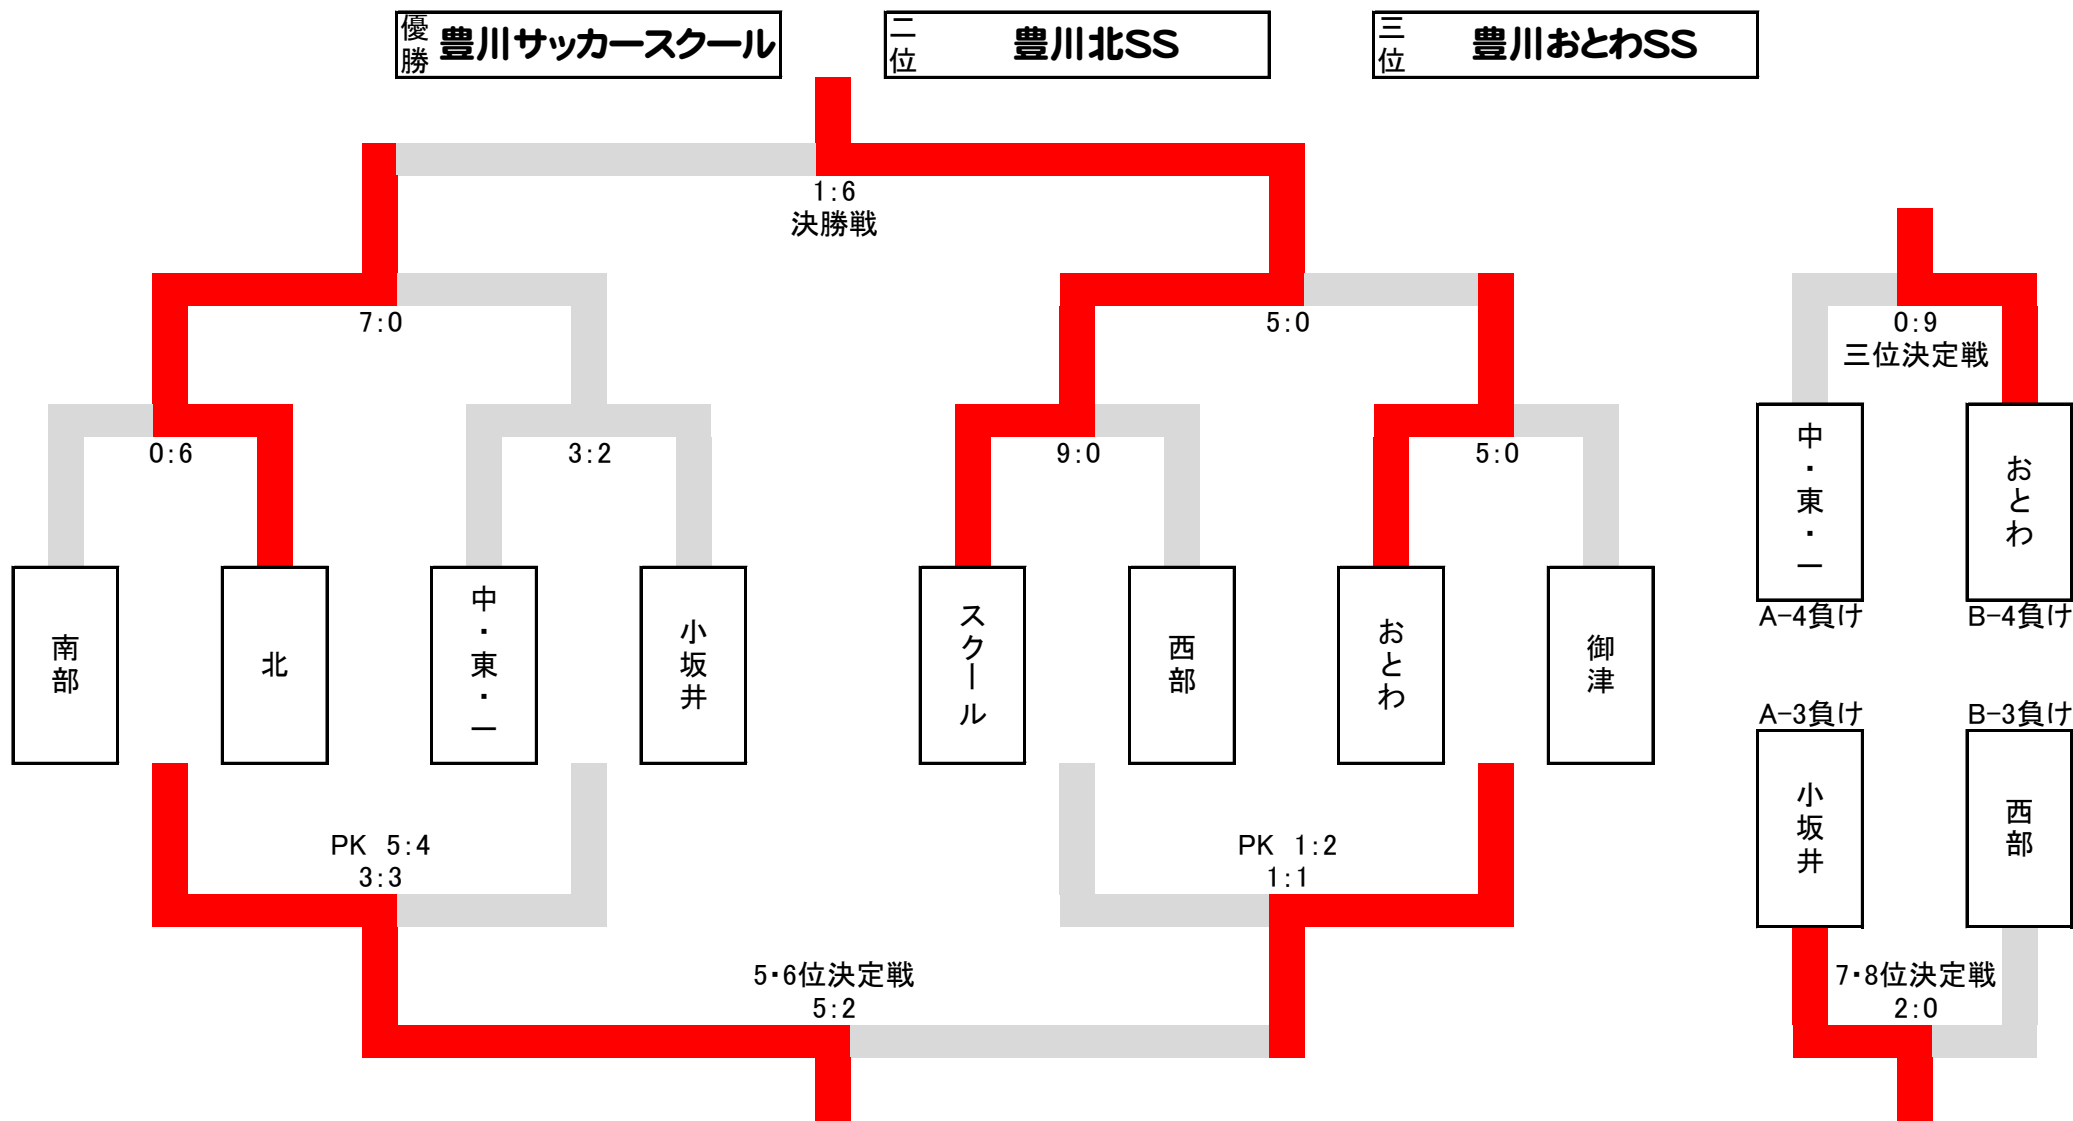 優勝 豊川サッカースクール
二位 豊川北SS
三位 豊川おとわSS
1:6
決勝戦
7:0
5:0
0:9
三位決定戦
0:6
3:2
9:0
5:0
中・東・一
おとわ
A-4負け
B-4負け
南部
北
中・東・一
小坂井
スクール
西部
おとわ
御津
A-3負け
B-3負け
小坂井
西部
PK 5:4
3:3
PK 1:2
1:1
5・6位決定戦
5:2
7・8位決定戦
2:0